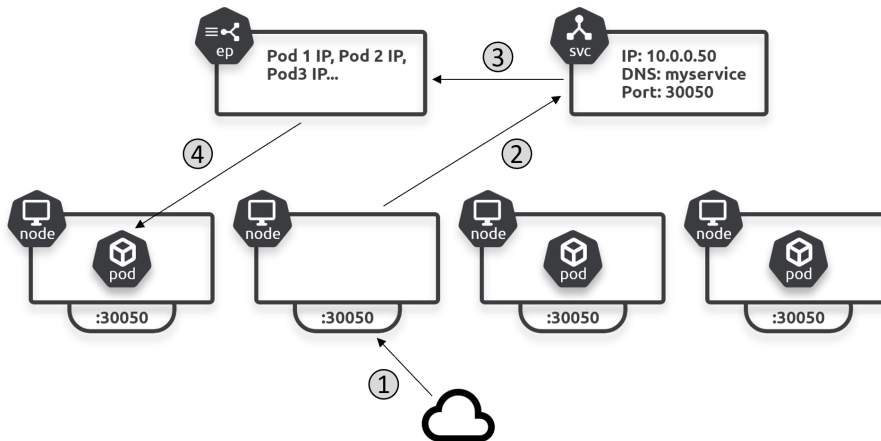 ep
Pod 1 IP, Pod 2 IP,
Pod3 IP...
svc
IP: 10.0.0.50
DNS: myservice
Port: 30050
3
2
4
node
pod
:30050
node
:30050
node
pod
:30050
node
pod
:30050
1